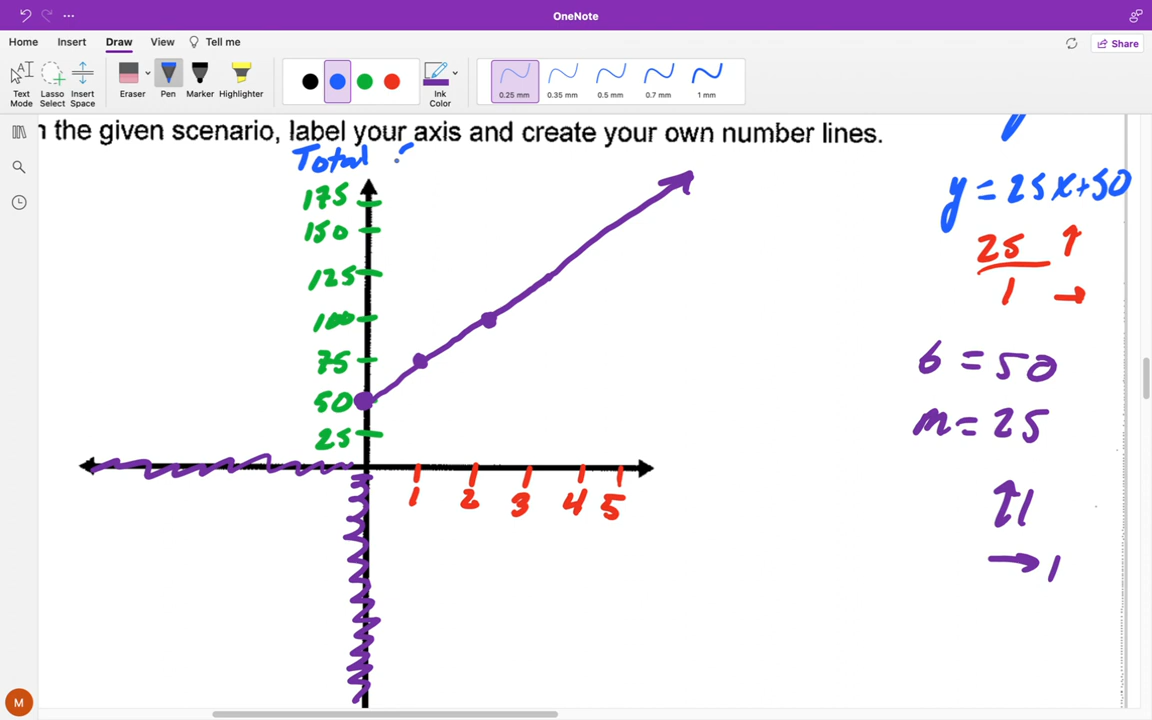 OneNote
Home Insert Draw View Tell me
Share
Text Mode
Lasso Select
Insert Space
Eraser
Pen
Marker
Highlighter
Ink Color
0.25 mm
0.35 mm
0.5 mm
0.7 mm
1 mm
the given scenario, label your axis and create your own number lines.
Total
175
150
125
100
75
50
25
1 2 3 4 5
y = 25x+50
25 ↑
1 →
b = 50
m = 25
↑1
→1
M